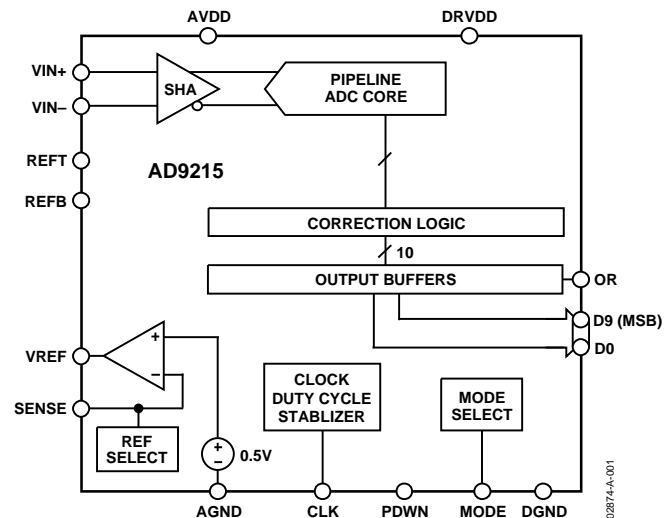 AVDD DRVDD
VIN+
VIN–
SHA
PIPELINE
ADC CORE
REFT
REFB
AD9215
CORRECTION LOGIC
10
OUTPUT BUFFERS
OR
D9 (MSB)
D0
VREF
+
–
SENSE
REF
SELECT
+
–
0.5V
CLOCK
DUTY CYCLE
STABLIZER
MODE
SELECT
AGND CLK PDWN MODE DGND
02874-A-001